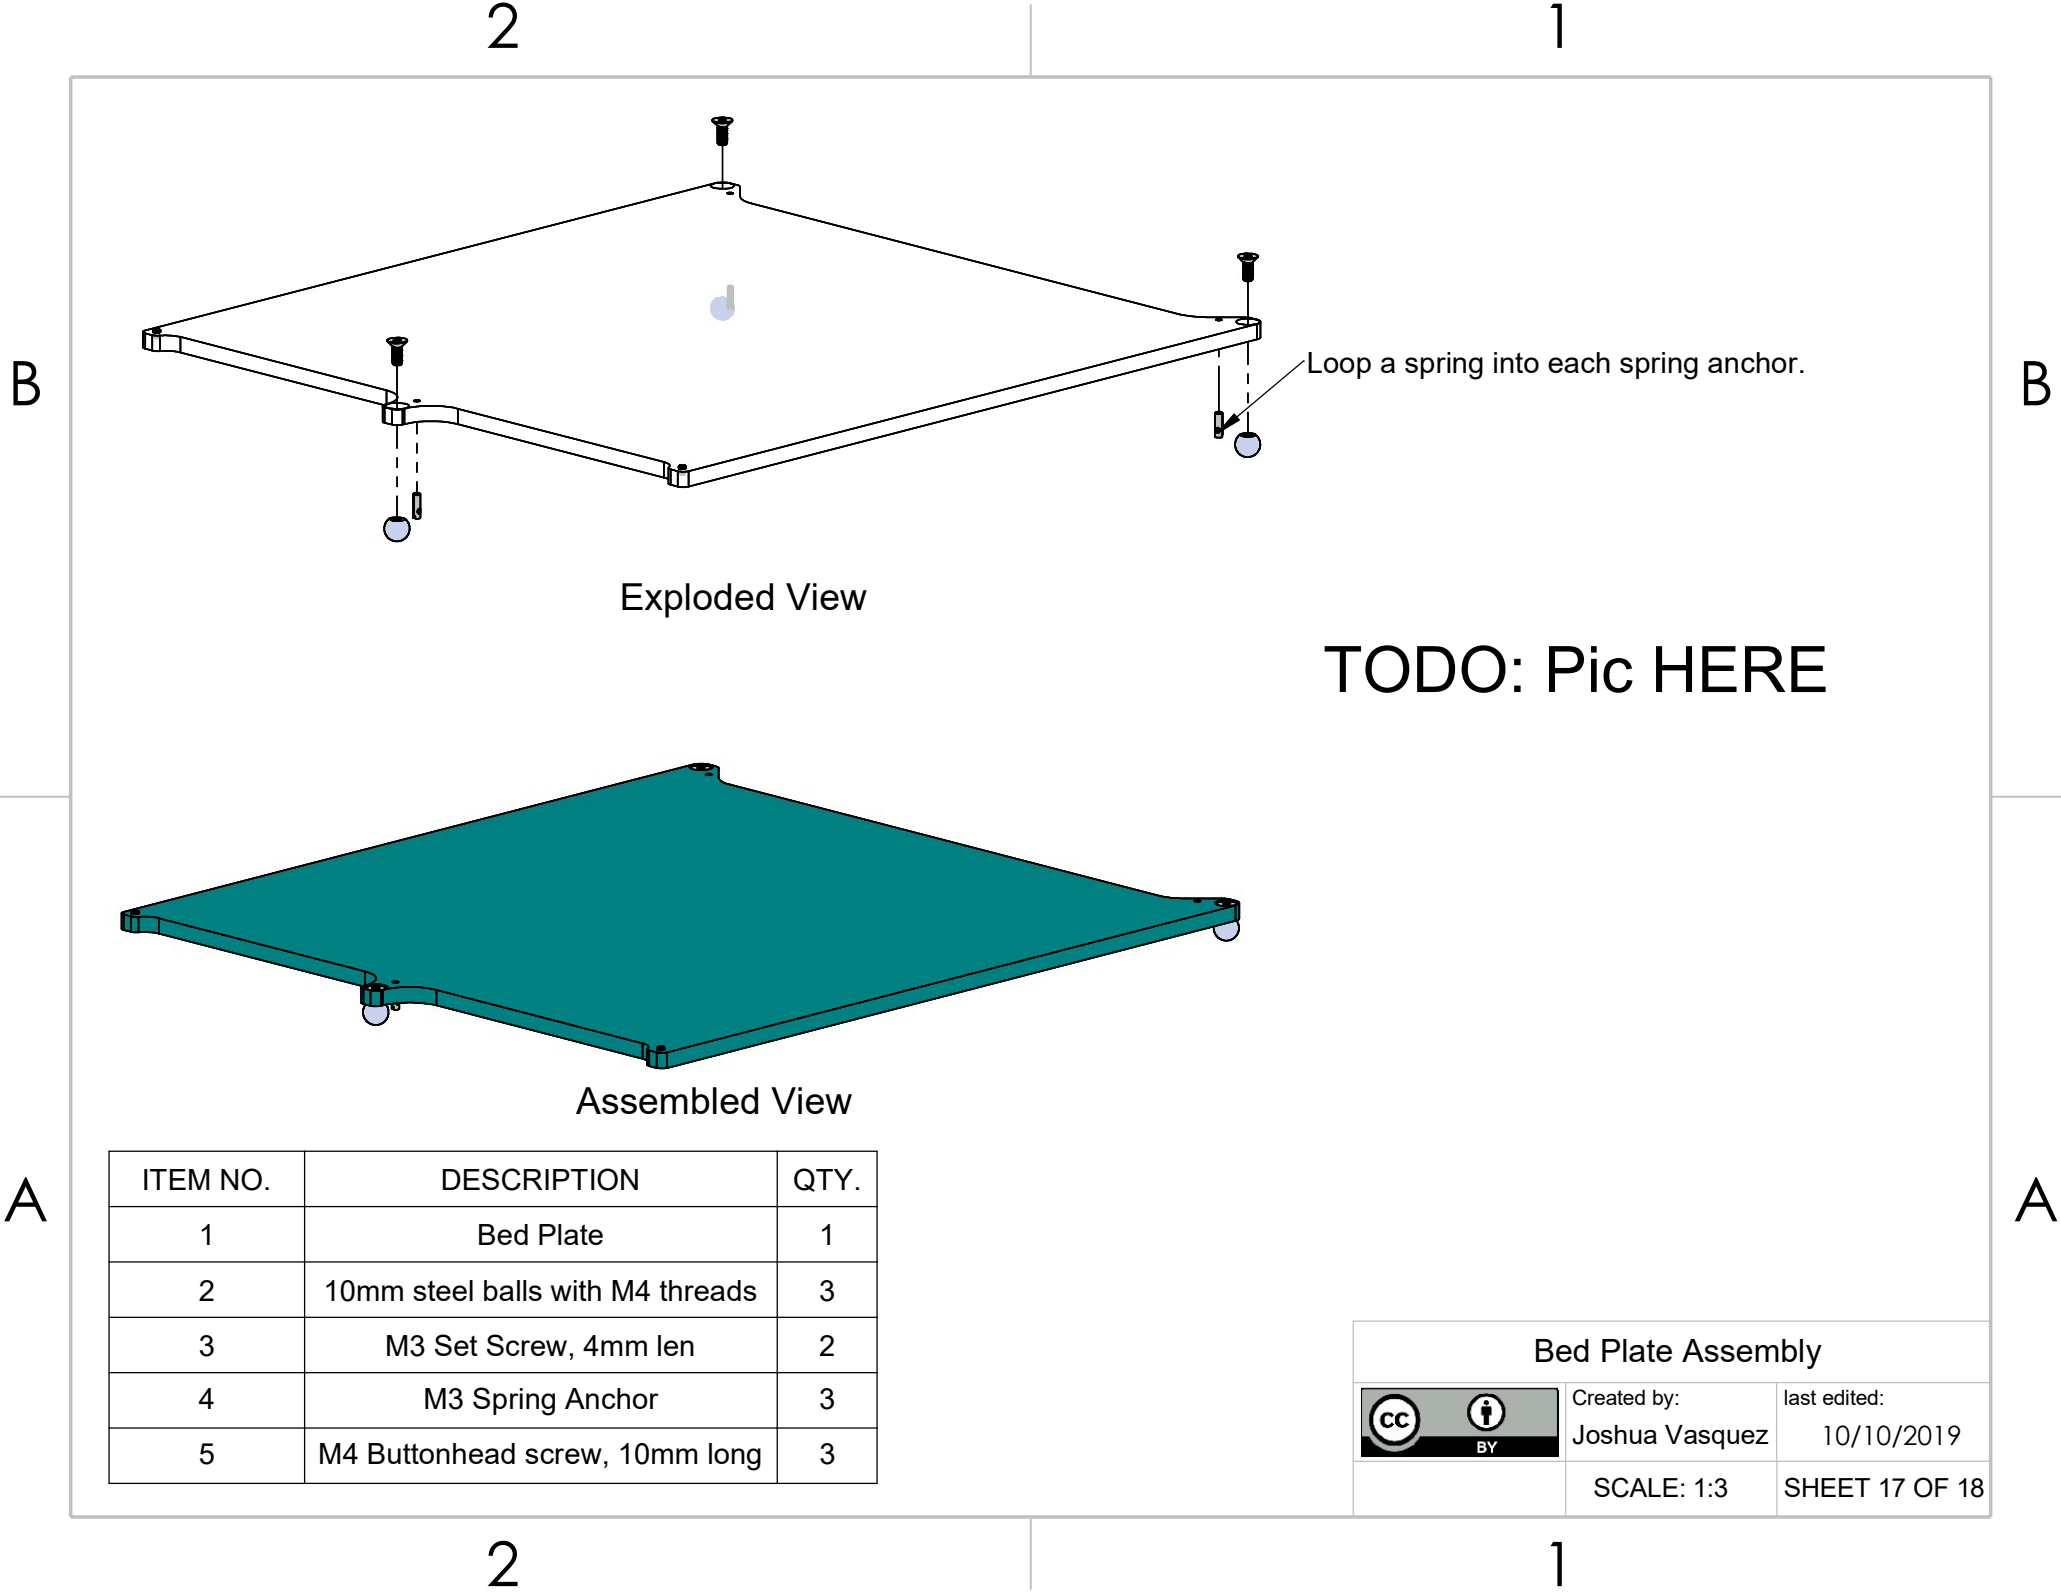 2 1
B B
Loop a spring into each spring anchor.
Exploded View
TODO: Pic HERE
Assembled View
ITEM NO. DESCRIPTION QTY.
1 Bed Plate 1
2 10mm steel balls with M4 threads 3
3 M3 Set Screw, 4mm len 2
4 M3 Spring Anchor 3
5 M4 Buttonhead screw, 10mm long 3
A A
Bed Plate Assembly
cc BY
Created by:
Joshua Vasquez
last edited:
10/10/2019
SCALE: 1:3
SHEET 17 OF 18
2 1